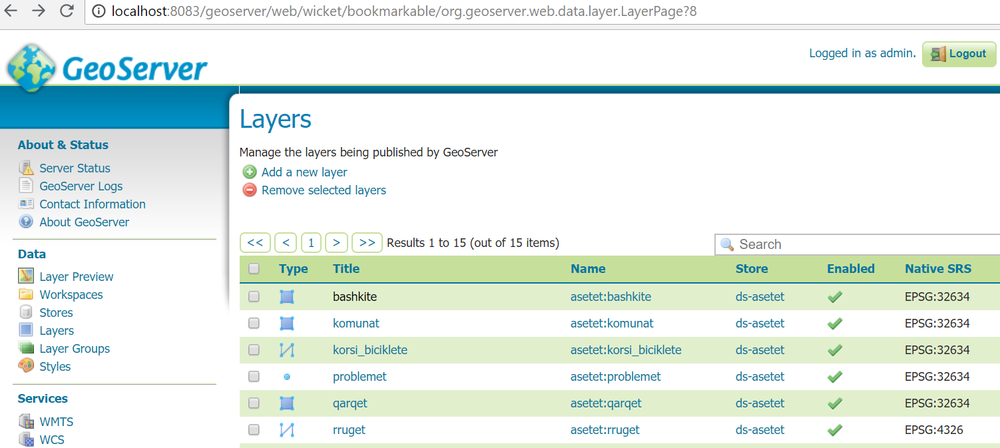 localhost:8083/geoserver/web/wicket/bookmarkable/org.geoserver.web.data.layer.LayerPage?8
GeoServer
Logged in as admin. Logout
About & Status
Server Status
GeoServer Logs
Contact Information
About GeoServer
Data
Layer Preview
Workspaces
Stores
Layers
Layer Groups
Styles
Services
WMTS
WCS
Layers
Manage the layers being published by GeoServer
Add a new layer
Remove selected layers
<< < 1 > >> Results 1 to 15 (out of 15 items) Search
Type Title Name Store Enabled Native SRS
bashkite asetet:bashkite ds-asetet EPSG:32634
komunat asetet:komunat ds-asetet EPSG:32634
korsi_biciklete asetet:korsi_biciklete ds-asetet EPSG:32634
problemet asetet:problemet ds-asetet EPSG:32634
qarqet asetet:qarqet ds-asetet EPSG:32634
rruget asetet:rruget ds-asetet EPSG:4326